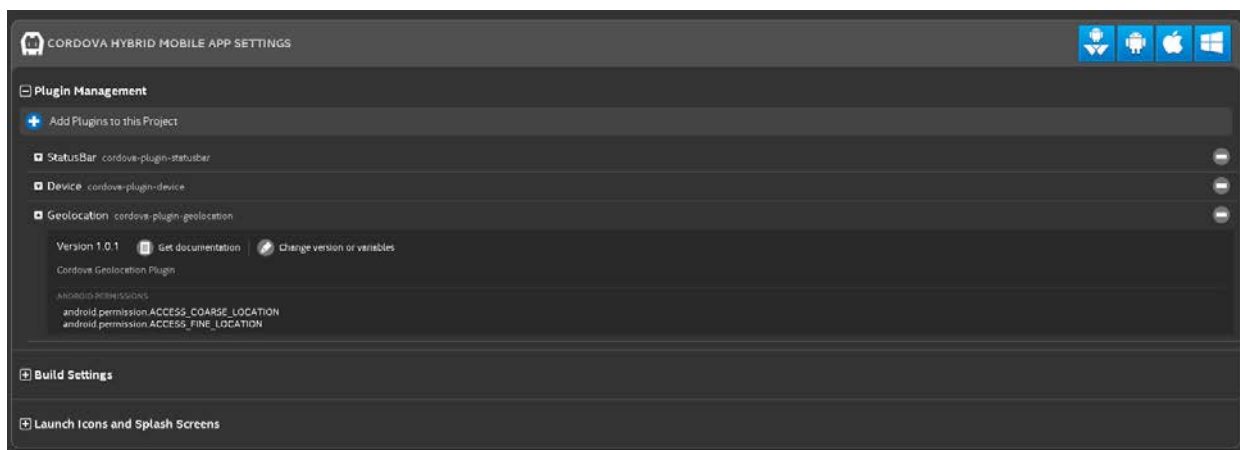 CORDOVA HYBRID MOBILE APP SETTINGS
Plugin Management
Add Plugins to this Project
StatusBar cordova-plugin-statusbar
Device cordova-plugin-device
Geolocation cordova-plugin-geolocation
Version 1.0.1 Get documentation Change version or variables
Cordova Geolocation Plugin
ANDROID PERMISSIONS
android.permission.ACCESS_COARSE_LOCATION
android.permission.ACCESS_FINE_LOCATION
Build Settings
Launch Icons and Splash Screens